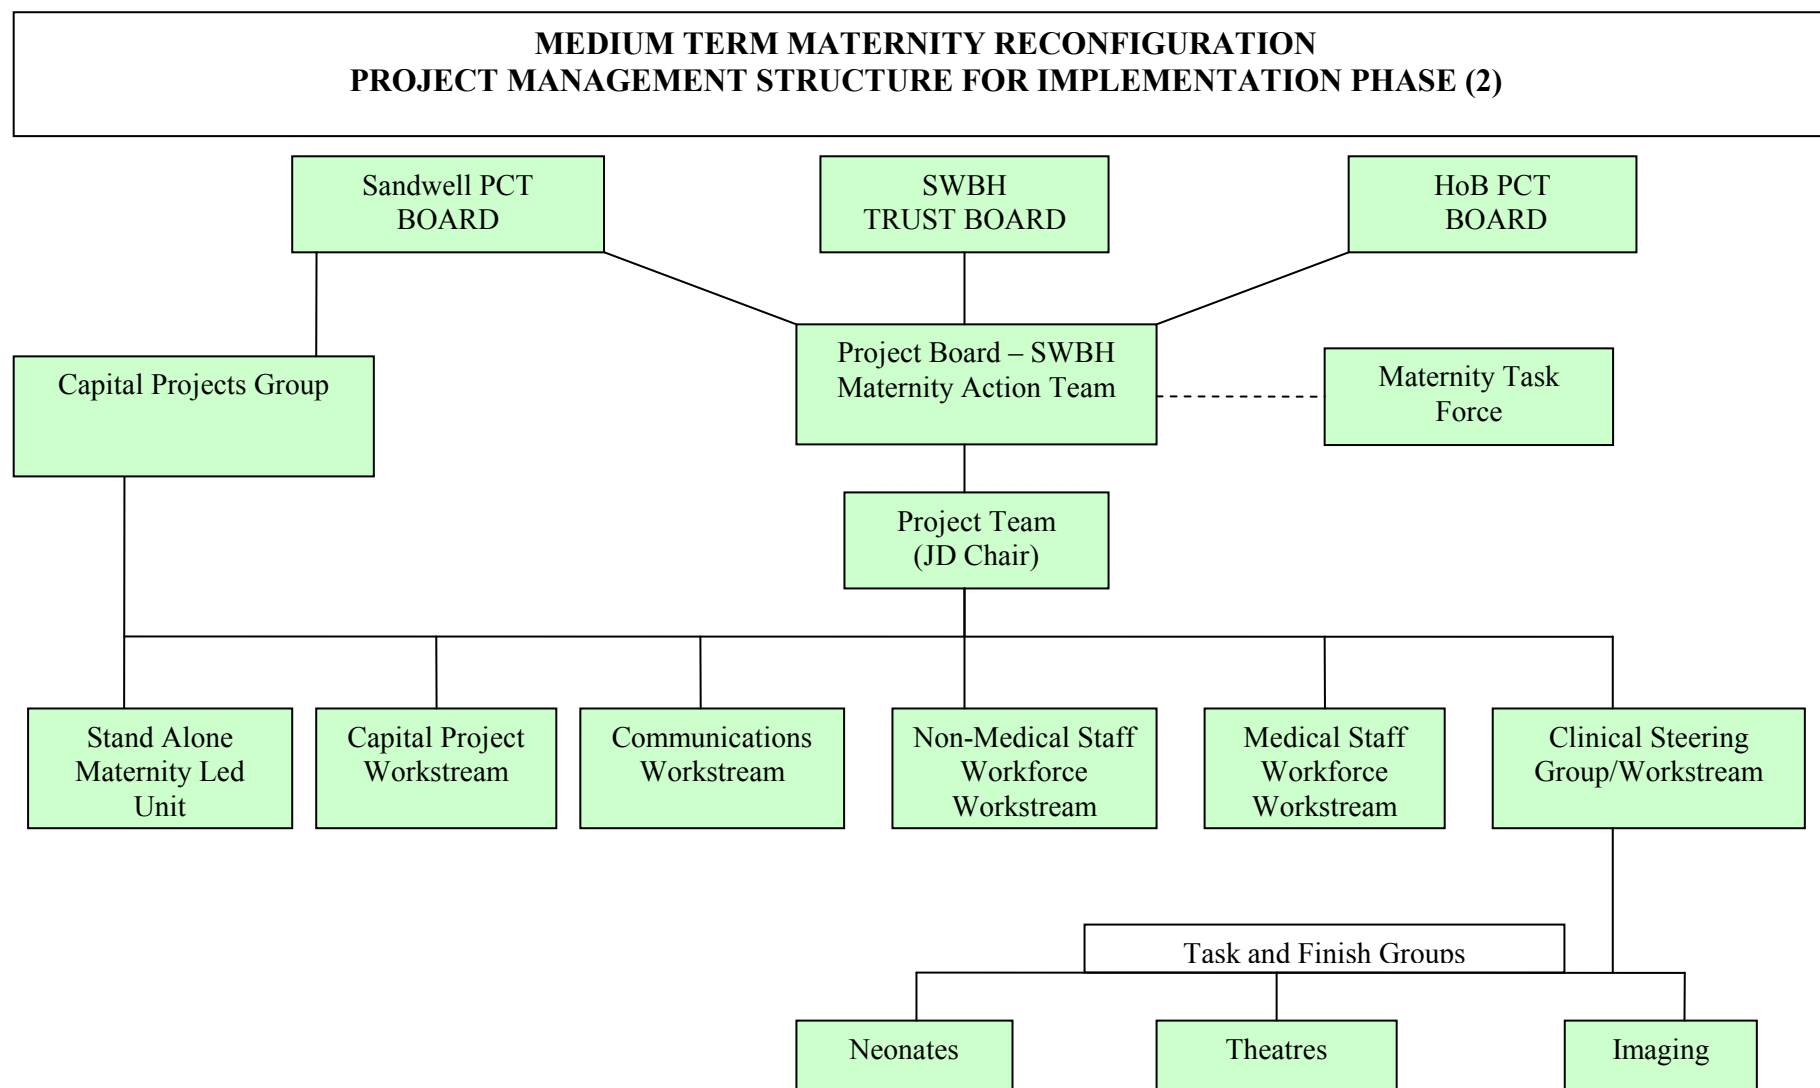 MEDIUM TERM MATERNITY RECONFIGURATION
PROJECT MANAGEMENT STRUCTURE FOR IMPLEMENTATION PHASE (2)
Sandwell PCT
BOARD
SWBH
TRUST BOARD
HoB PCT
BOARD
Capital Projects Group
Project Board – SWBH
Maternity Action Team
Maternity Task
Force
Project Team
(JD Chair)
Stand Alone
Maternity Led
Unit
Capital Project
Workstream
Communications
Workstream
Non-Medical Staff
Workforce
Workstream
Medical Staff
Workforce
Workstream
Clinical Steering
Group/Workstream
Task and Finish Groups
Neonates
Theatres
Imaging